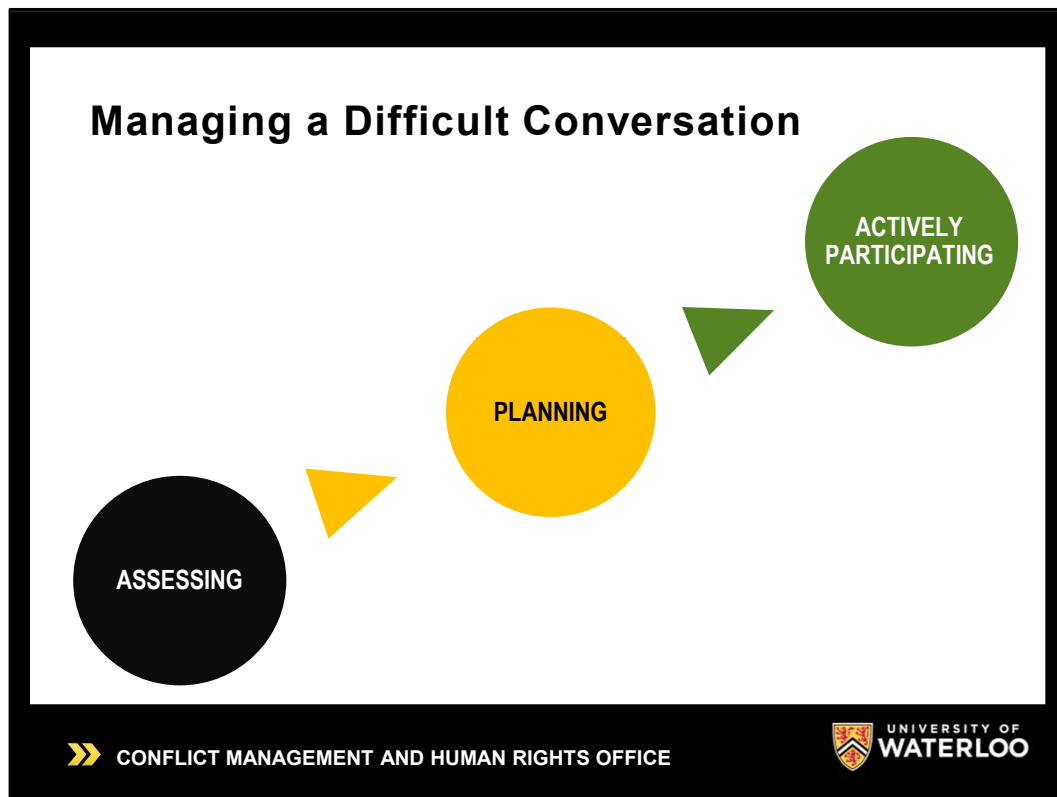 Managing a Difficult Conversation
ACTIVELY
PARTICIPATING
PLANNING
ASSESSING
CONFLICT MANAGEMENT AND HUMAN RIGHTS OFFICE
UNIVERSITY OF
WATERLOO